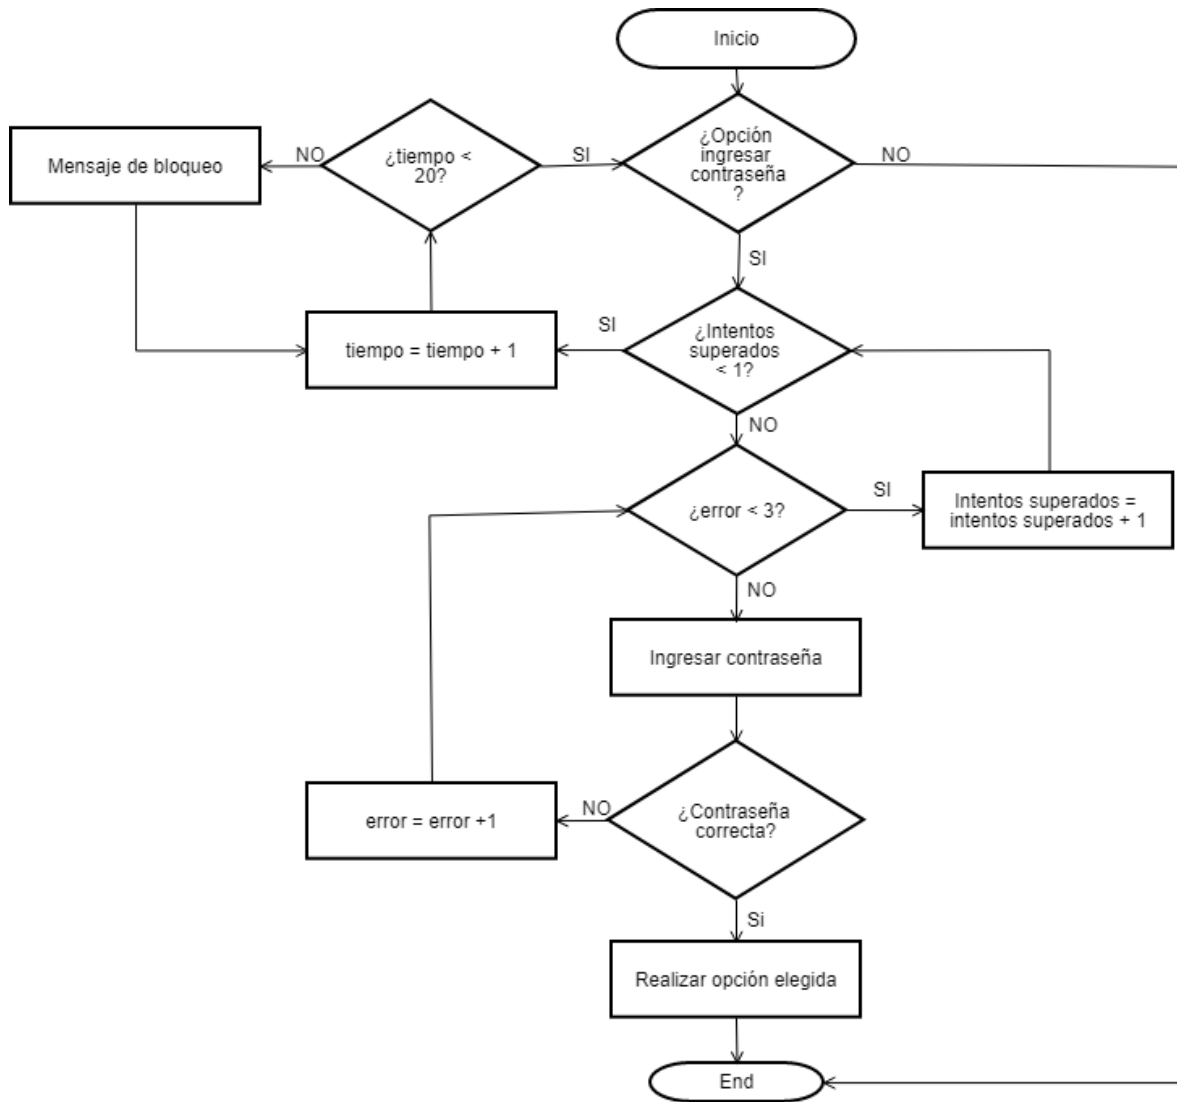 Inicio
¿Opción
ingresar
contraseña
?
NO
SI
¿tiempo <
20?
NO
SI
Mensaje de bloqueo
tiempo = tiempo + 1
SI
¿Intentos
superados
< 1?
NO
¿error < 3?
SI
Intentos superados =
intentos superados + 1
NO
Ingresar contraseña
¿Contraseña
correcta?
NO
error = error +1
Si
Realizar opción elegida
End